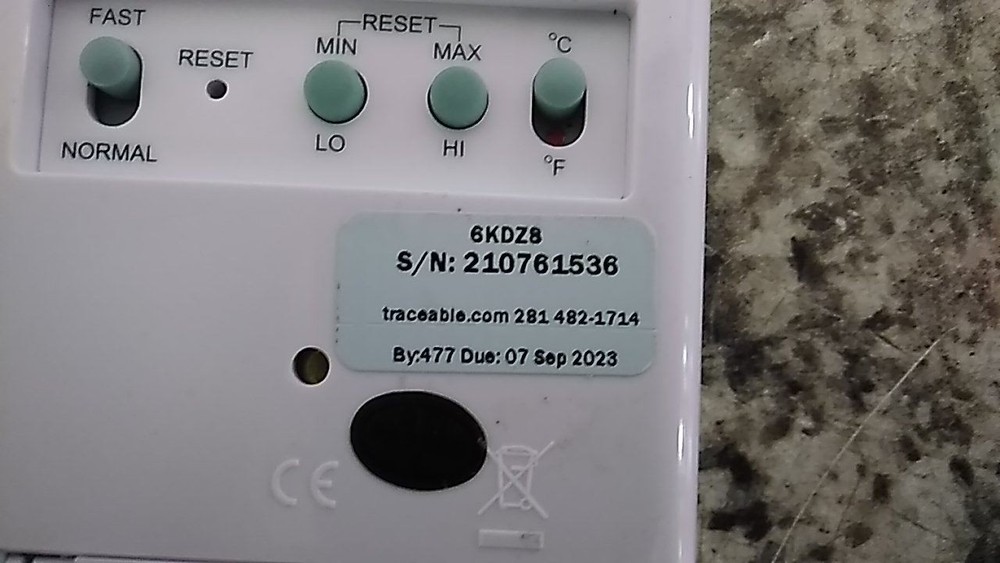 FAST
RESET
RESET
MIN
MAX
°C
LO
HI
°F
NORMAL
6KDZ8
S/N: 210761536
traceable.com 281 482-1714
By:477 Due: 07 Sep 2023
CE